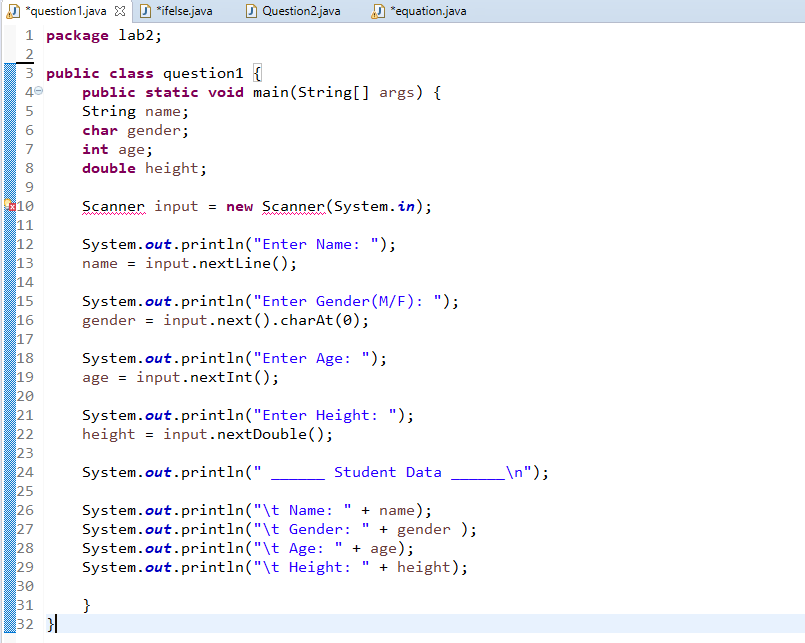 *question1.java *ifelse.java Question2.java *equation.java
1 package lab2;
2
3 public class question1 {
4 public static void main(String[] args) {
5 String name;
6 char gender;
7 int age;
8 double height;
9
10 Scanner input = new Scanner(System.in);
11
12 System.out.println("Enter Name: ");
13 name = input.nextLine();
14
15 System.out.println("Enter Gender(M/F): ");
16 gender = input.next().charAt(0);
17
18 System.out.println("Enter Age: ");
19 age = input.nextInt();
20
21 System.out.println("Enter Height: ");
22 height = input.nextDouble();
23
24 System.out.println(" ______ Student Data ______\n");
25
26 System.out.println("\t Name: " + name);
27 System.out.println("\t Gender: " + gender );
28 System.out.println("\t Age: " + age);
29 System.out.println("\t Height: " + height);
30
31 }
32 }